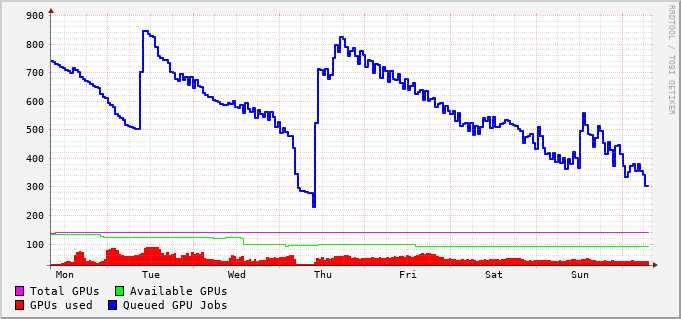 900
800
700
600
500
400
300
200
100
Mon Tue Wed Thu Fri Sat Sun
Total GPUs Available GPUs
GPUs used Queued GPU Jobs
RRDTOOL / TOBI OETIKER